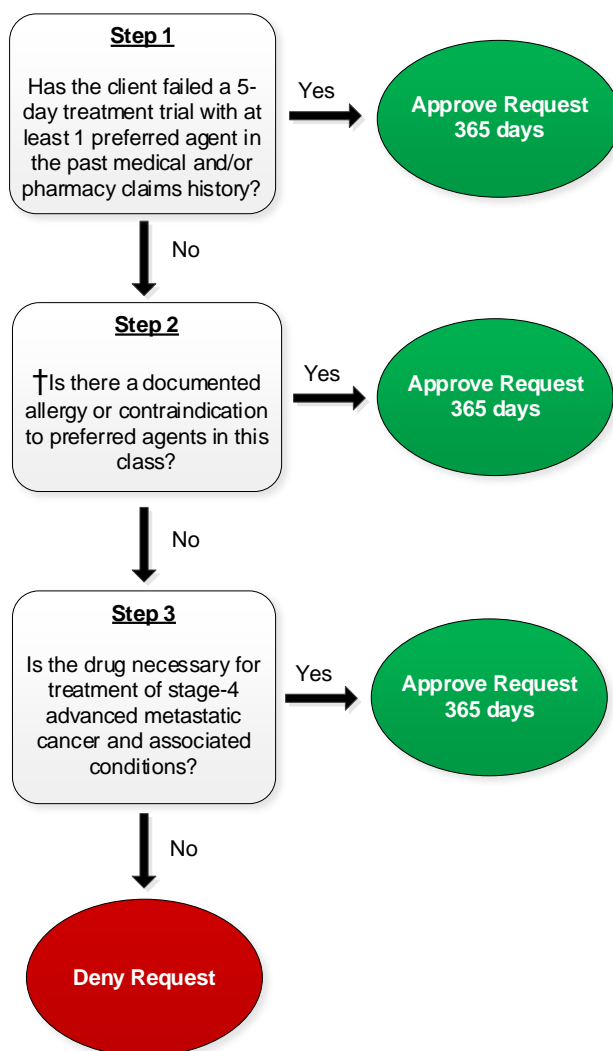 Step 1
Has the client failed a 5-
day treatment trial with at
least 1 preferred agent in
the past medical and/or
pharmacy claims history?
Yes
Approve Request
365 days
No
Step 2
†Is there a documented
allergy or contraindication
to preferred agents in this
class?
Yes
Approve Request
365 days
No
Step 3
Is the drug necessary for
treatment of stage-4
advanced metastatic
cancer and associated
conditions?
Yes
Approve Request
365 days
No
Deny Request